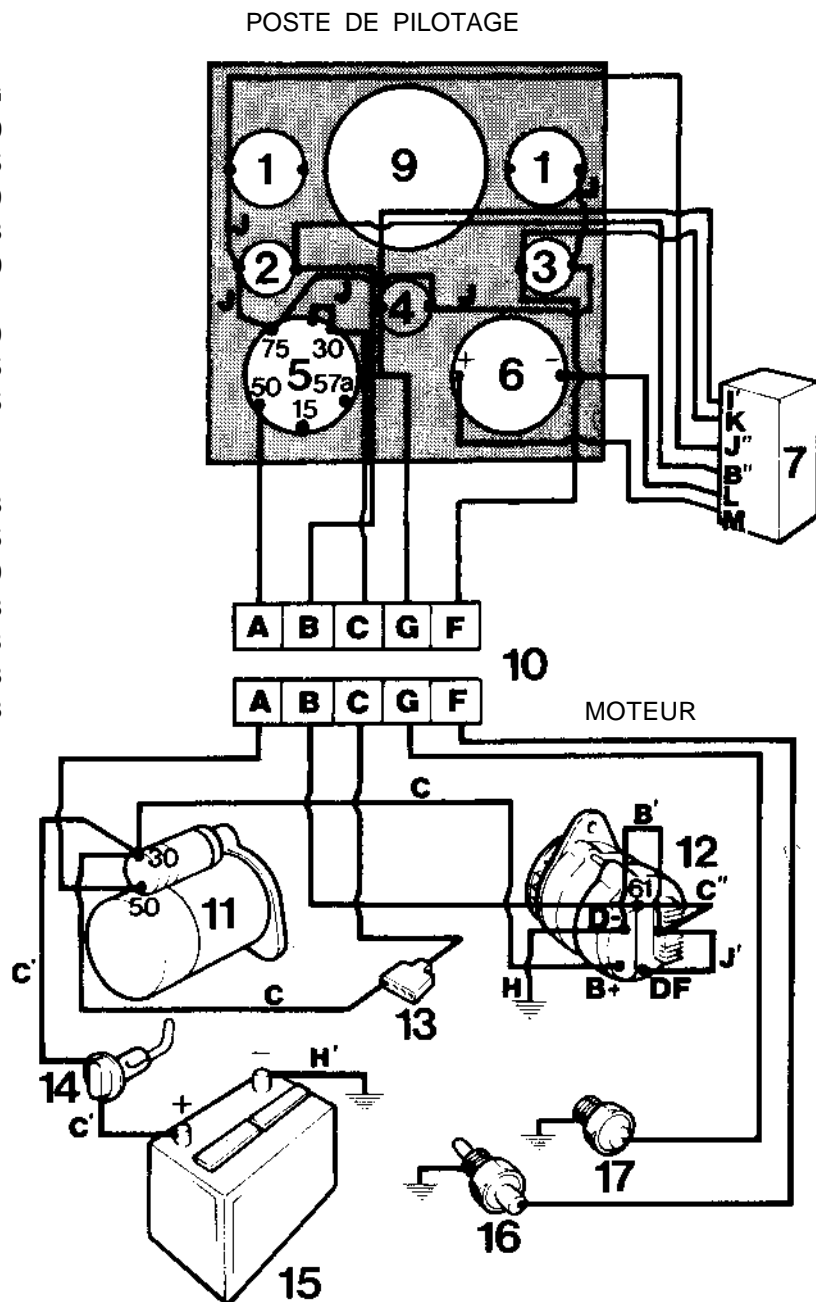 POSTE DE PILOTAGE
1 9 1
J J
2 3
J J 4 J
75 30
5 + 6 -
50 57a
15
I'
K
J"
B"
L
M
7
A B C G F
10
A B C G F
MOTEUR
C
B' 12
30 61 C"
50 11 D-
C' C H B+ DF J'
13
14 - H'
C' +
17
16
15